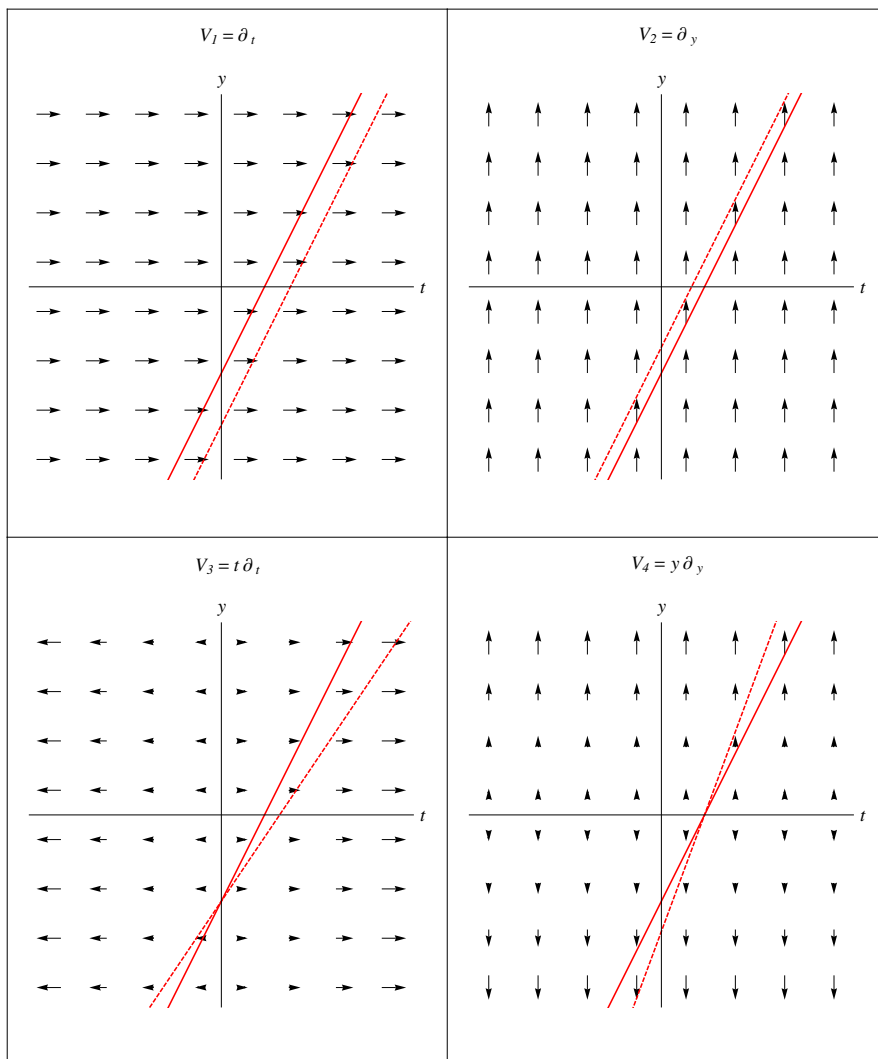 V₁ = ∂ₜ
y
t
V₂ = ∂ᵧ
y
t
V₃ = t ∂ₜ
y
t
V₄ = y ∂ᵧ
y
t